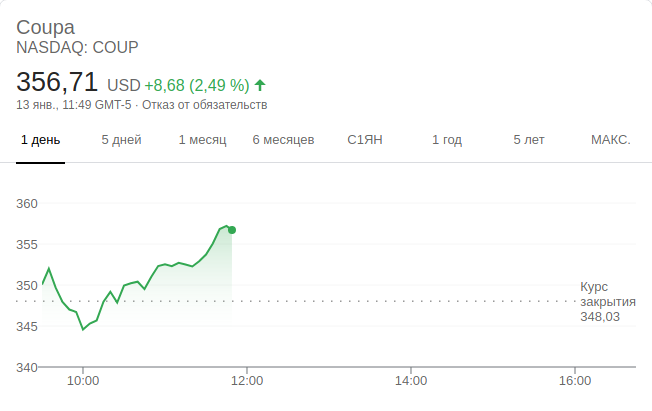 Coupa
NASDAQ: COUP
356,71 USD +8,68 (2,49 %)
13 янв., 11:49 GMT-5 · Отказ от обязательств
1 день 5 дней 1 месяц 6 месяцев С1ЯН 1 год 5 лет МАКС.
360
355
350
345
340
Курс
закрытия
348,03
10:00 12:00 14:00 16:00